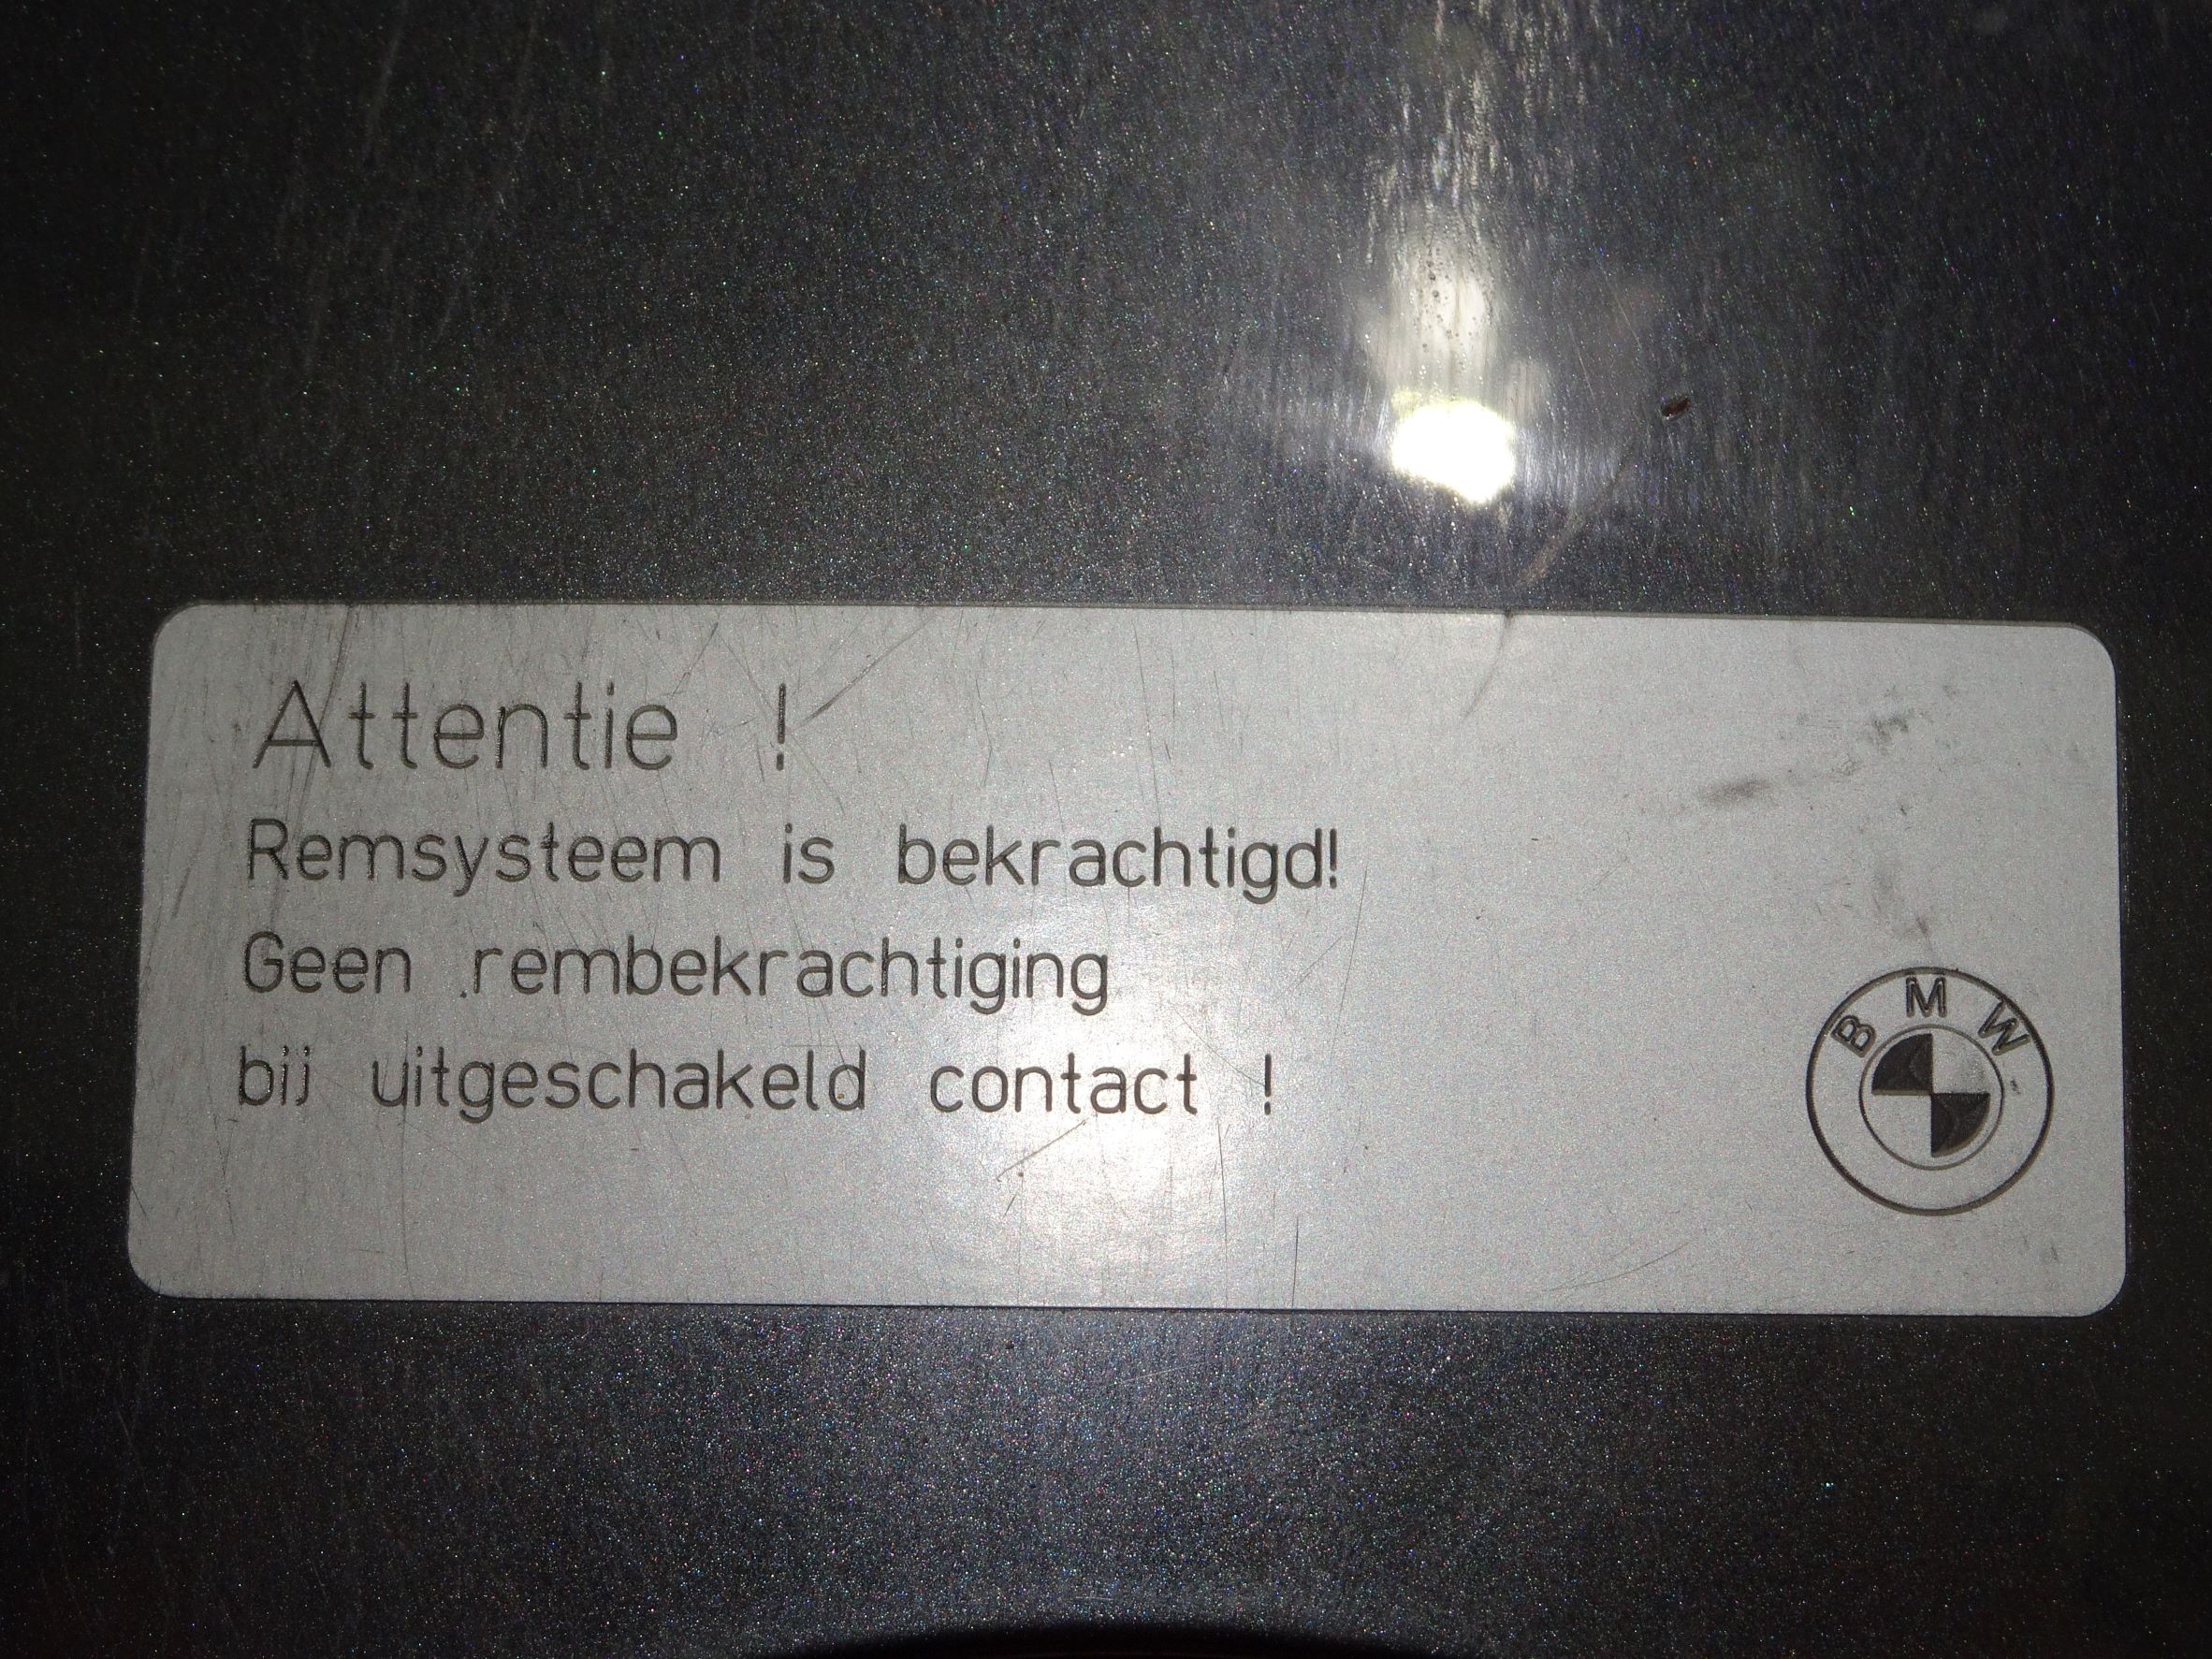 Attentie !
Remsysteem is bekrachtigd!
Geen rembekrachtiging
bij uitgeschakeld contact !
BMW